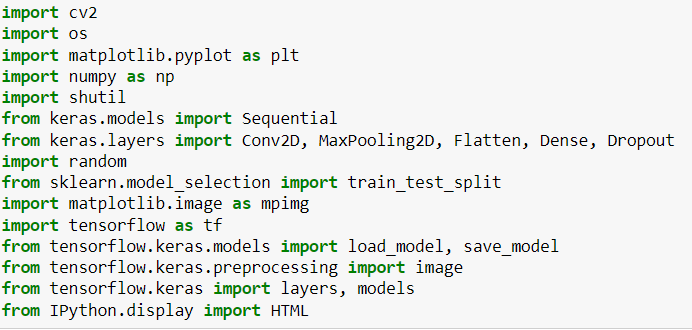 import cv2
import os
import matplotlib.pyplot as plt
import numpy as np
import shutil
from keras.models import Sequential
from keras.layers import Conv2D, MaxPooling2D, Flatten, Dense, Dropout
import random
from sklearn.model_selection import train_test_split
import matplotlib.image as mpimg
import tensorflow as tf
from tensorflow.keras.models import load_model, save_model
from tensorflow.keras.preprocessing import image
from tensorflow.keras import layers, models
from IPython.display import HTML